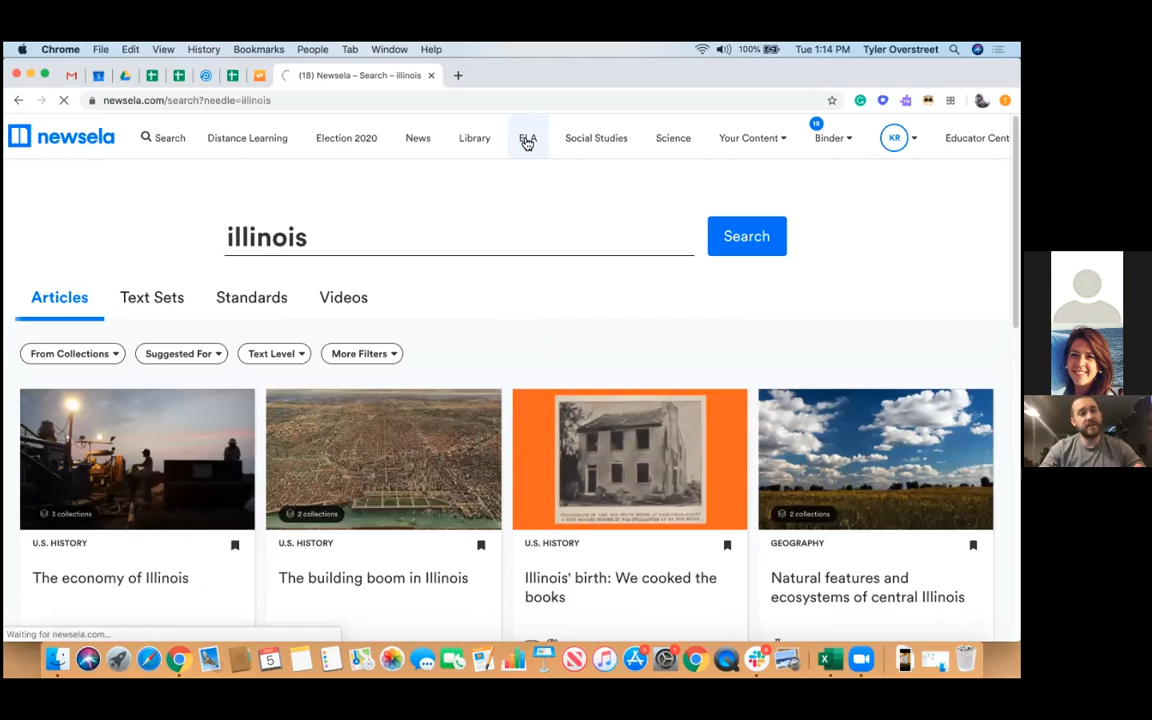 Chrome File Edit View History Bookmarks People Tab Window Help 100% Tue 1:14 PM Tyler Overstreet
(18) Newsela – Search – illinois
newsela.com/search?needle=illinois
newsela Search Distance Learning Election 2020 News Library ELA Social Studies Science Your Content 18 Binder KR Educator Cent
illinois Search
Articles Text Sets Standards Videos
From Collections Suggested For Text Level More Filters
3 collections 2 collections 2 collections
U.S. HISTORY U.S. HISTORY U.S. HISTORY GEOGRAPHY
The economy of Illinois The building boom in Illinois Illinois' birth: We cooked the Natural features and
books ecosystems of central Illinois
Waiting for newsela.com...
5